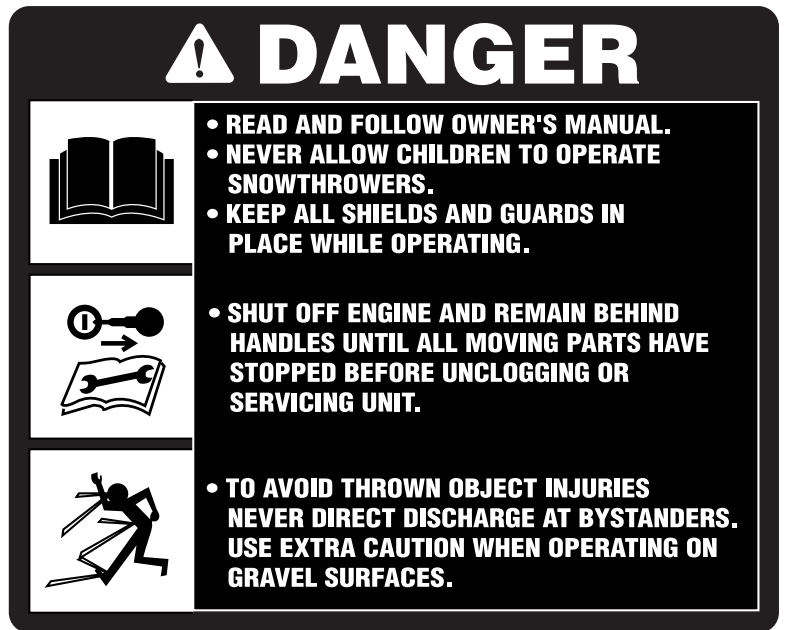 DANGER
• READ AND FOLLOW OWNER'S MANUAL.
• NEVER ALLOW CHILDREN TO OPERATE
SNOWTHROWERS.
• KEEP ALL SHIELDS AND GUARDS IN
PLACE WHILE OPERATING.
• SHUT OFF ENGINE AND REMAIN BEHIND
HANDLES UNTIL ALL MOVING PARTS HAVE
STOPPED BEFORE UNCLOGGING OR
SERVICING UNIT.
• TO AVOID THROWN OBJECT INJURIES
NEVER DIRECT DISCHARGE AT BYSTANDERS.
USE EXTRA CAUTION WHEN OPERATING ON
GRAVEL SURFACES.